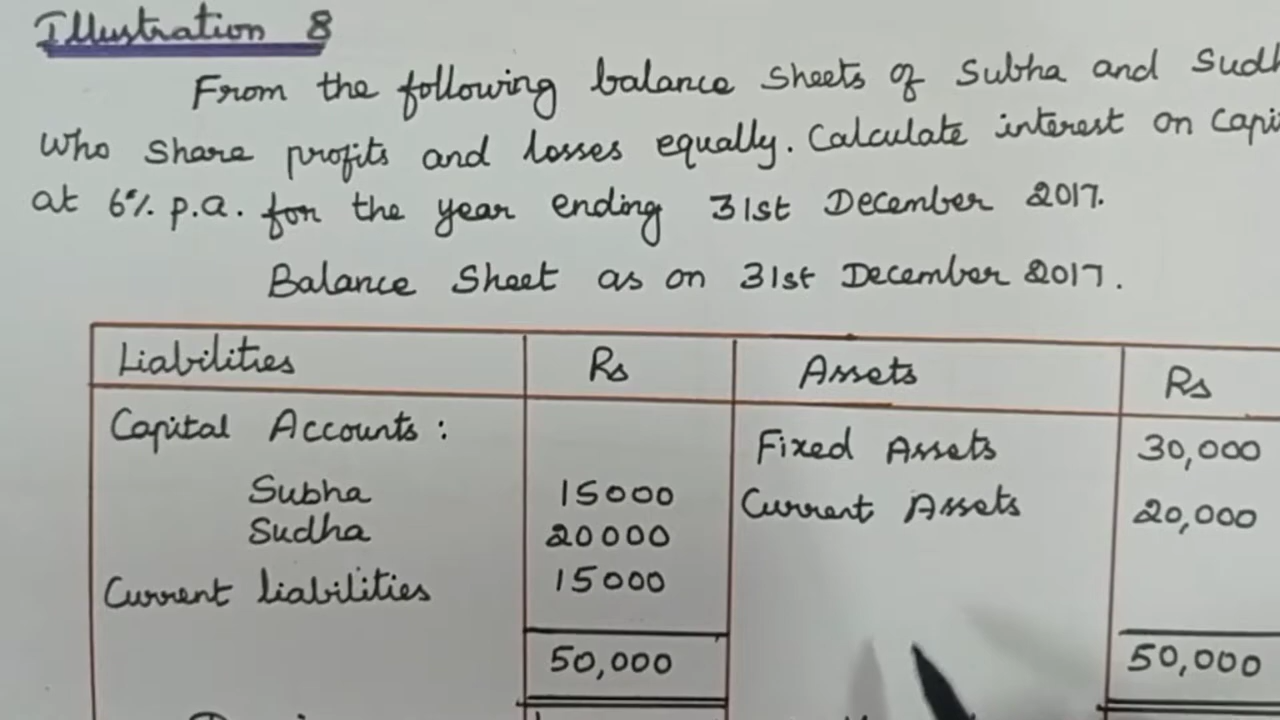 Illustration 8
From the following balance sheets of Subha and Sudh
who share profits and losses equally. Calculate interest on Capi
at 6% p.a. for the year ending 31st December 2017.
Balance Sheet as on 31st December 2017.
Liabilities Rs Assets Rs
Capital Accounts :
Fixed Assets 30,000
Subha 15000 Current Assets 20,000
Sudha 20000
Current liabilities 15000
50,000 50,000